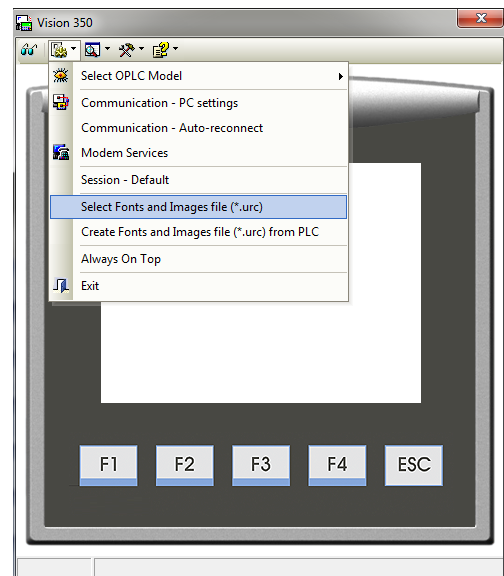 Vision 350
Select OPLC Model
Communication - PC settings
Communication - Auto-reconnect
Modem Services
Session - Default
Select Fonts and Images file (*.urc)
Create Fonts and Images file (*.urc) from PLC
Always On Top
Exit
F1 F2 F3 F4 ESC